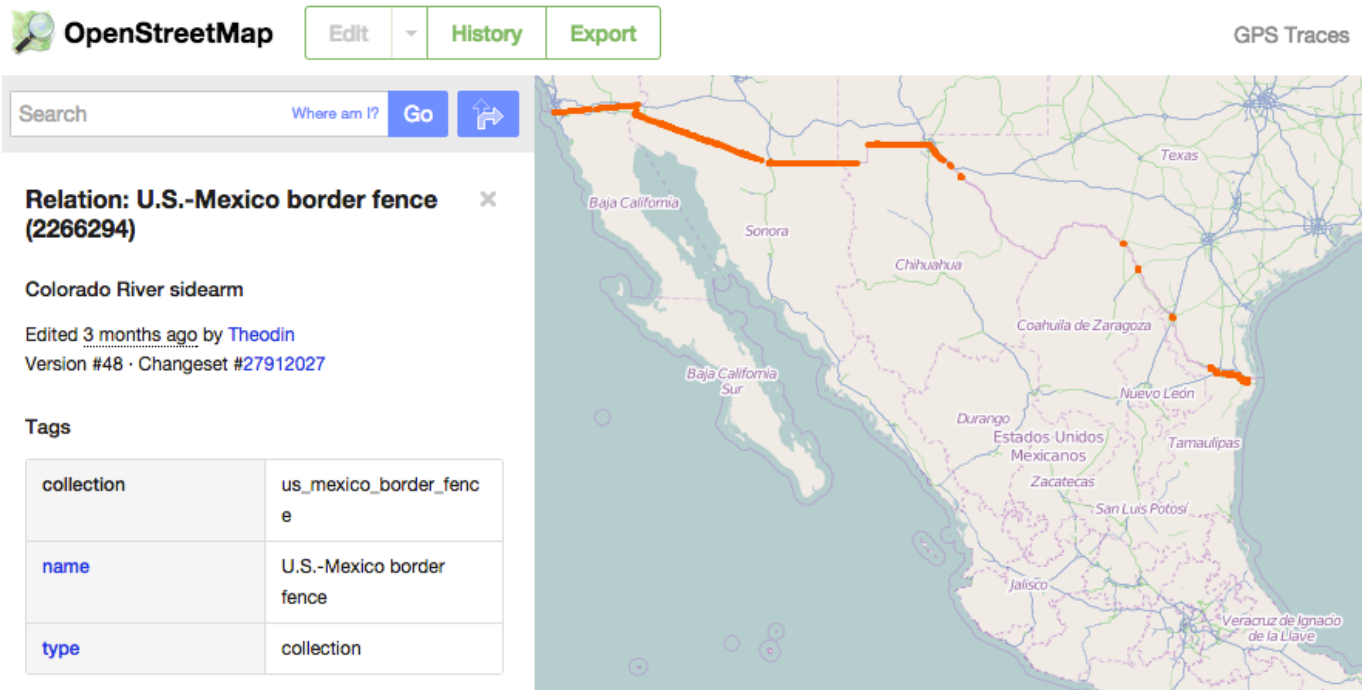 OpenStreetMap
Edit
History
Export
GPS Traces
Search
Where am I?
Go
Relation: U.S.-Mexico border fence
(2266294)
Colorado River sidearm
Edited 3 months ago by Theodin
Version #48 · Changeset #27912027
Tags
collection
us_mexico_border_fenc
e
name
U.S.-Mexico border
fence
type
collection
Texas
Baja California
Sonora
Chihuahua
Coahuila de Zaragoza
Baja California
Sur
Nuevo León
Durango
Estados Unidos
Mexicanos
Tamaulipas
Zacatecas
San Luis Potosí
Jalisco
Veracruz de Ignacio
de la Llave